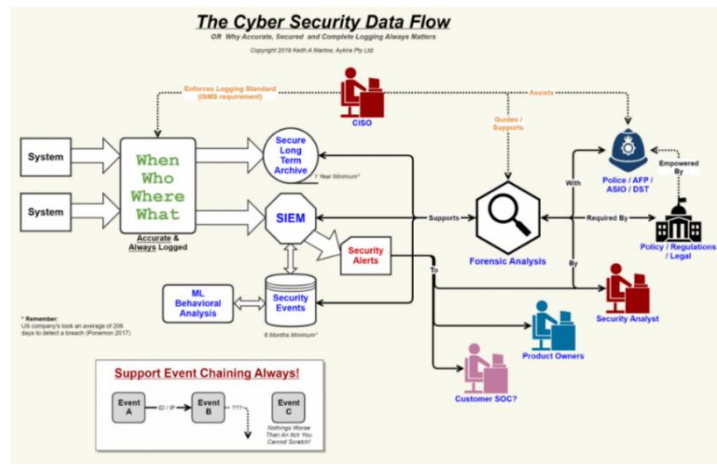 The Cyber Security Data Flow
OR Why Accurate, Secured and Complete Logging Always Matters
Copyright 2019 Keith A Marlow, Aykira Pty Ltd.
Enforces Logging Standard
(ISMS requirement)
Assists
CISO
Guides /
Supports
System
System
When
Who
Where
What
Accurate &
Always Logged
Secure
Long
Term
Archive
1 Year Minimum*
SIEM
Security
Alerts
ML
Behavioral
Analysis
Security
Events
6 Months Minimum*
Supports
Forensic Analysis
With
Required By
By
To
Police / AFP /
ASIO / DST
Empowered
By
Policy / Regulations
/ Legal
Security Analyst
Product Owners
Customer SOC?
* Remember:
US company's took an average of 206
days to detect a breach (Ponemon 2017)
Support Event Chaining Always!
Event
A
ID / IP
Event
B
???
Event
C
Nothings Worse
Than An Itch You
Cannot Scratch!